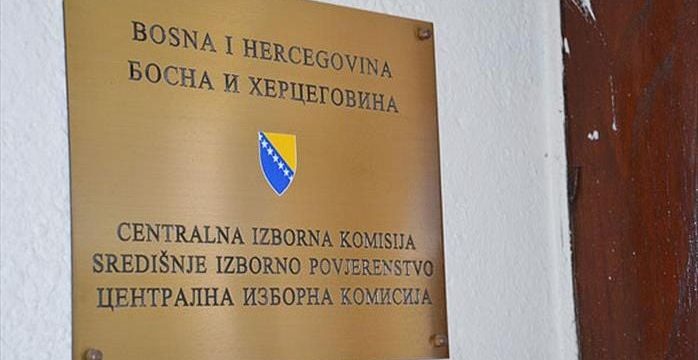 BOSNA I HERCEGOVINA
БОСНА И ХЕРЦЕГОВИНА
CENTRALNA IZBORNA KOMISIJA
SREDIŠNJE IZBORNO POVJERENSTVO
ЦЕНТРАЛНА ИЗБОРНА КОМИСИЈА